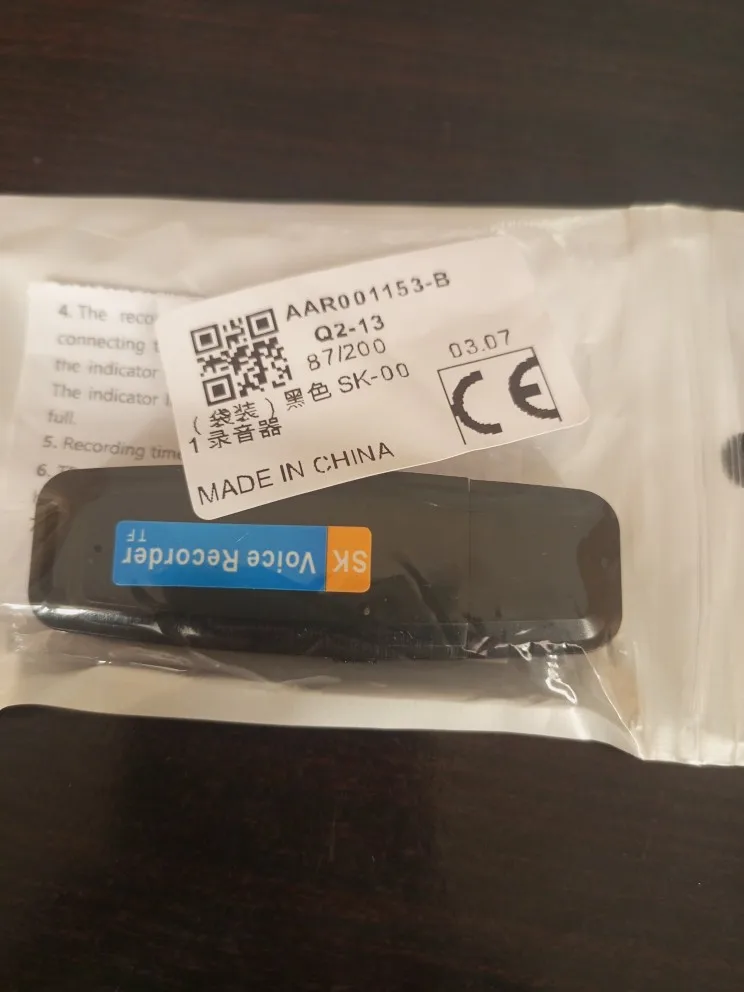 4. The reco
connecting t
the indicator
The indicator
full.
5. Recording time
6.
AAR001153-B
Q2-13
87/200
(袋装) 黑色 SK-00
1 录音器
03.07
CE
MADE IN CHINA
SK Voice Recorder
TF